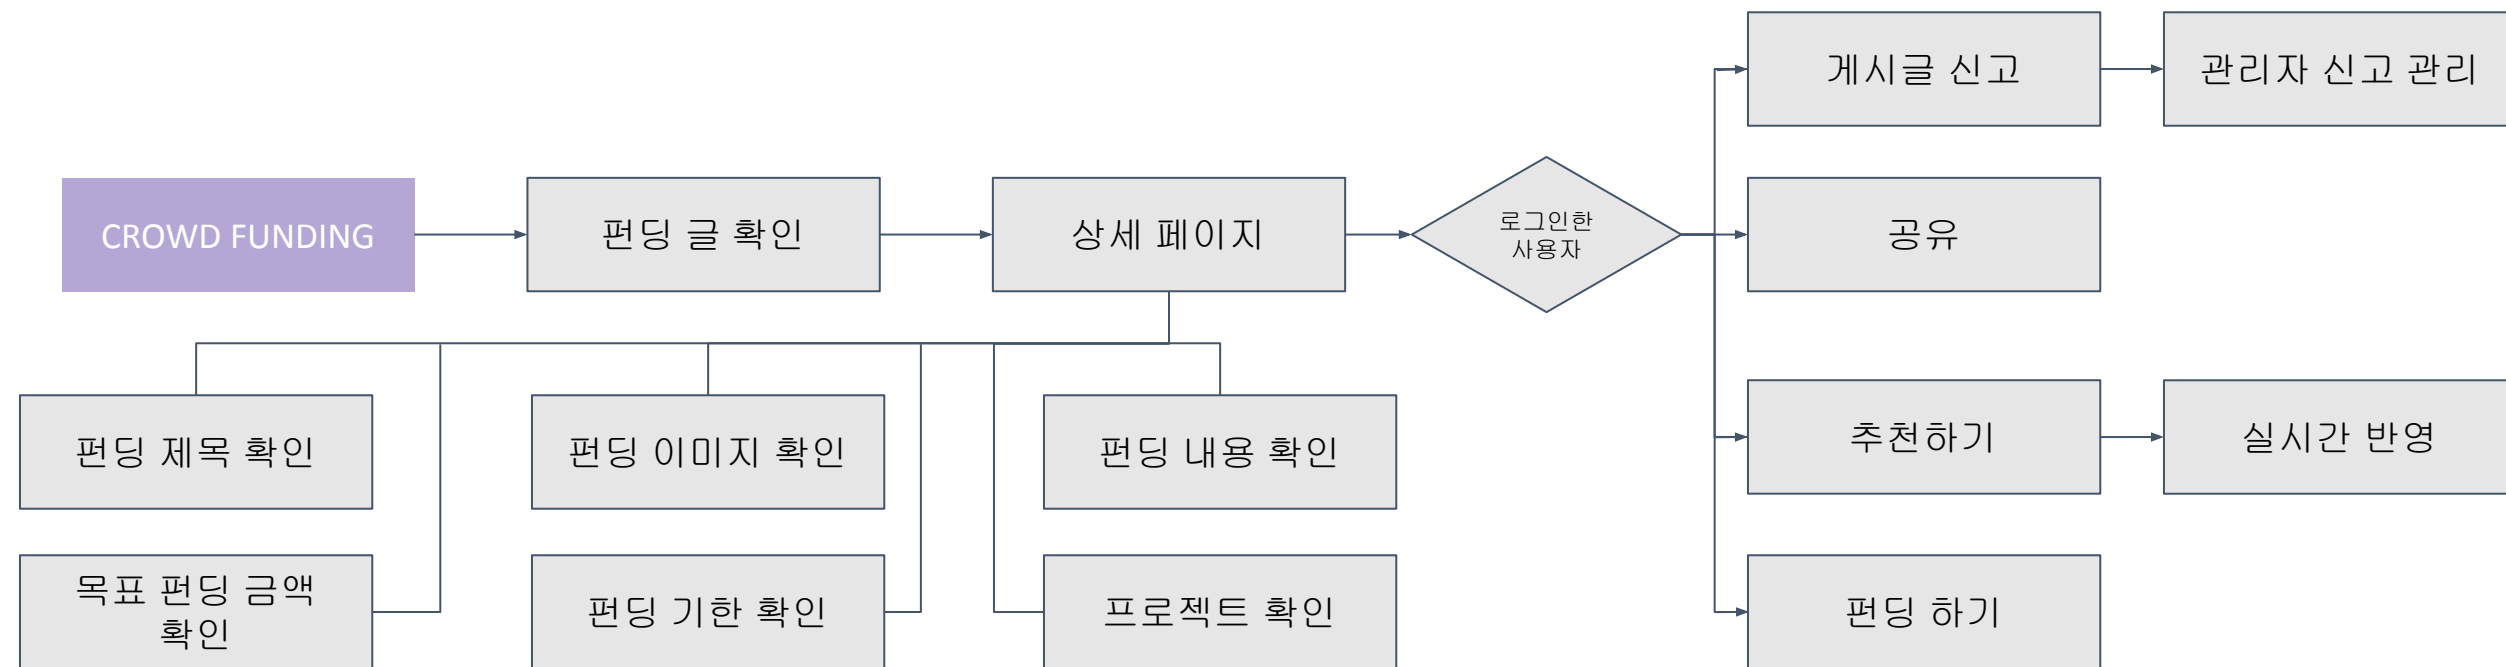 게시글 신고
관리자 신고 관리
CROWD FUNDING
펀딩 글 확인
상세 페이지
로그인한
사용자
공유
펀딩 제목 확인
펀딩 이미지 확인
펀딩 내용 확인
추천하기
실시간 반영
목표 펀딩 금액
확인
펀딩 기한 확인
프로젝트 확인
펀딩 하기